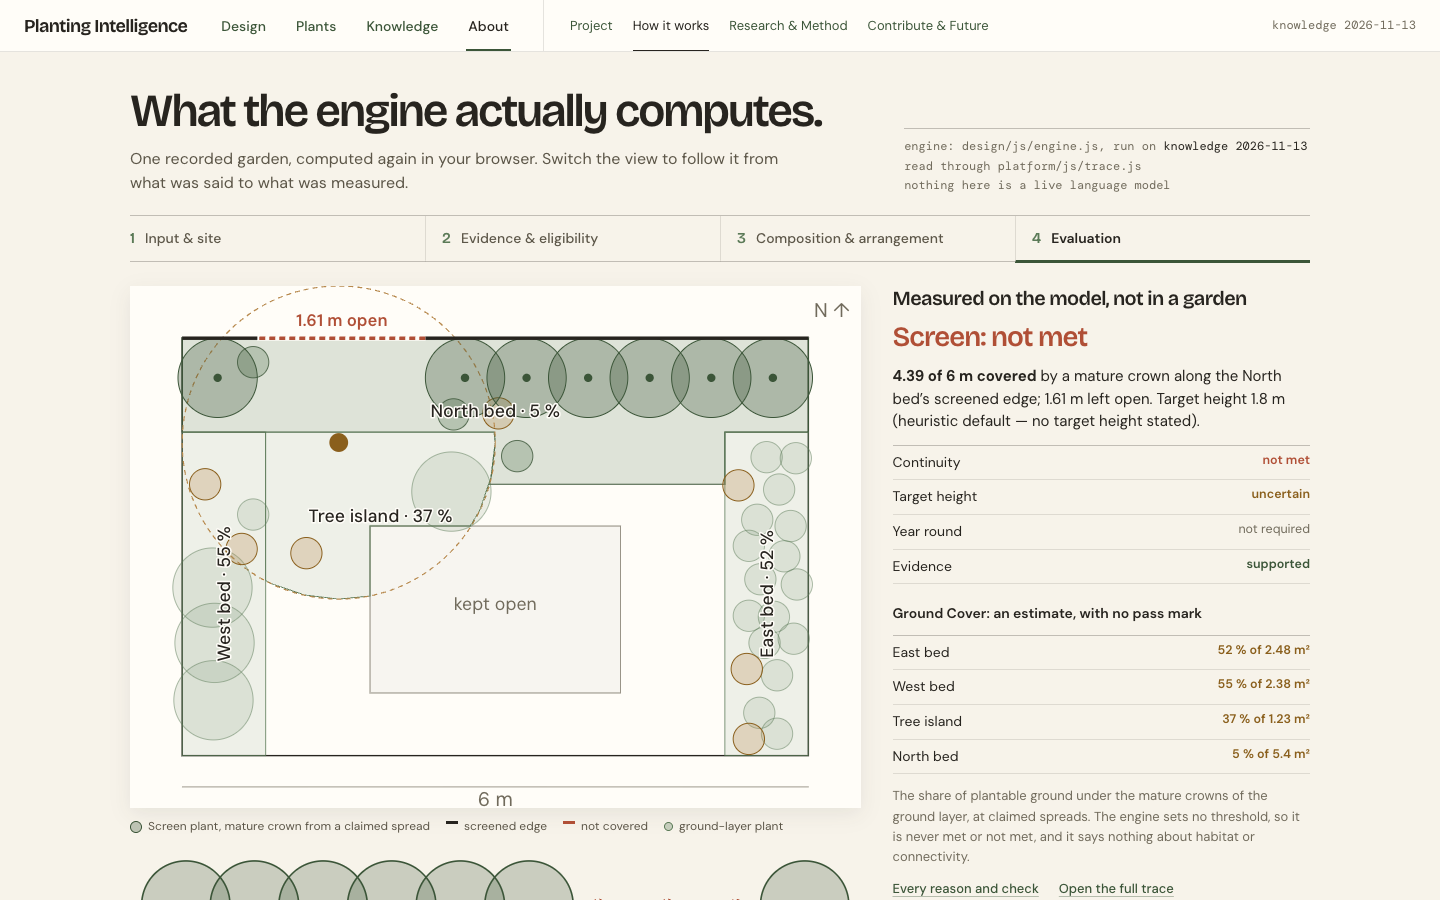 Planting Intelligence
Design
Plants
Knowledge
About
Project
How it works
Research & Method
Contribute & Future
knowledge 2026-11-13
What the engine actually computes.
One recorded garden, computed again in your browser. Switch the view to follow it from
what was said to what was measured.
engine: design/js/engine.js, run on knowledge 2026-11-13
read through platform/js/trace.js
nothing here is a live language model
1 Input & site
2 Evidence & eligibility
3 Composition & arrangement
4 Evaluation
N ↑
1.61 m open
North bed · 5 %
Tree island · 37 %
West bed · 55 %
East bed · 52 %
kept open
6 m
Screen plant, mature crown from a claimed spread
screened edge
not covered
ground-layer plant
Measured on the model, not in a garden
Screen: not met
4.39 of 6 m covered by a mature crown along the North
bed’s screened edge; 1.61 m left open. Target height 1.8 m
(heuristic default — no target height stated).
Continuity not met
Target height uncertain
Year round not required
Evidence supported
Ground Cover: an estimate, with no pass mark
East bed 52 % of 2.48 m²
West bed 55 % of 2.38 m²
Tree island 37 % of 1.23 m²
North bed 5 % of 5.4 m²
The share of plantable ground under the mature crowns of the
ground layer, at claimed spreads. The engine sets no threshold, so it
is never met or not met, and it says nothing about habitat or
connectivity.
Every reason and check
Open the full trace